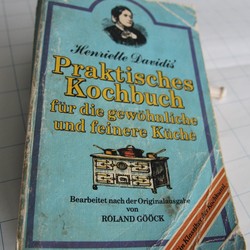 Henriette Davidis'
Praktisches
Kochbuch
für die gewöhnliche
und feinere Küche
Bearbeitet nach der Originalausgabe
von
ROLAND GÖÖCK